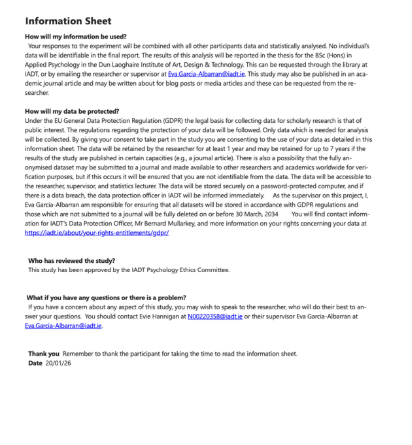 Information Sheet
How will my information be used?
Your responses to the experiment will be combined with all other participants data and statistically analysed. No individual's
data will be identifiable in the final report. The results of this analysis will be reported in the thesis for the BSc (Hons) in
Applied Psychology in the Dun Laoghaire Institute of Art, Design & Technology. This can be requested through the library at
IADT, or by emailing the researcher or supervisor at Eva.Garcia-Albarran@iadt.ie. This study may also be published in an aca-
demic journal article and may be written about for blog posts or media articles and these can be requested from the re-
searcher.
How will my data be protected?
Under the EU General Data Protection Regulation (GDPR) the legal basis for collecting data for scholarly research is that of
public interest. The regulations regarding the protection of your data will be followed. Only data which is needed for analysis
will be collected. By giving your consent to take part in the study you are consenting to the use of your data as detailed in this
information sheet. The data will be retained by the researcher for at least 1 year and may be retained for up to 7 years if the
results of the study are published in certain capacities (e.g., a journal article). There is also a possibility that the fully an-
onymised dataset may be submitted to a journal and made available to other researchers and academics worldwide for veri-
fication purposes, but if this occurs it will be ensured that you are not identifiable from the data. The data will be accessible to
the researcher, supervisor, and statistics lecturer. The data will be stored securely on a password-protected computer, and if
there is a data breach, the data protection officer in IADT will be informed immediately. As the supervisor on this project, I,
Eva Garcia-Albarran am responsible for ensuring that all datasets will be stored in accordance with GDPR regulations and
those which are not submitted to a journal will be fully deleted on or before 30 March, 2034 You will find contact inform-
ation for IADT's Data Protection Officer, Mr Bernard Mullarkey, and more information on your rights concerning your data at
https://iadt.ie/about/your-rights-entitlements/gdpr/
Who has reviewed the study?
This study has been approved by the IADT Psychology Ethics Committee.
What if you have any questions or there is a problem?
If you have a concern about any aspect of this study, you may wish to speak to the researcher, who will do their best to an-
swer your questions. You should contact Evie Hannigan at N00220358@iadt.ie or their supervisor Eva Garcia-Albarran at
Eva.Garcia-Albarran@iadt.ie.
Thank you Remember to thank the participant for taking the time to read the information sheet.
Date 20/01/26